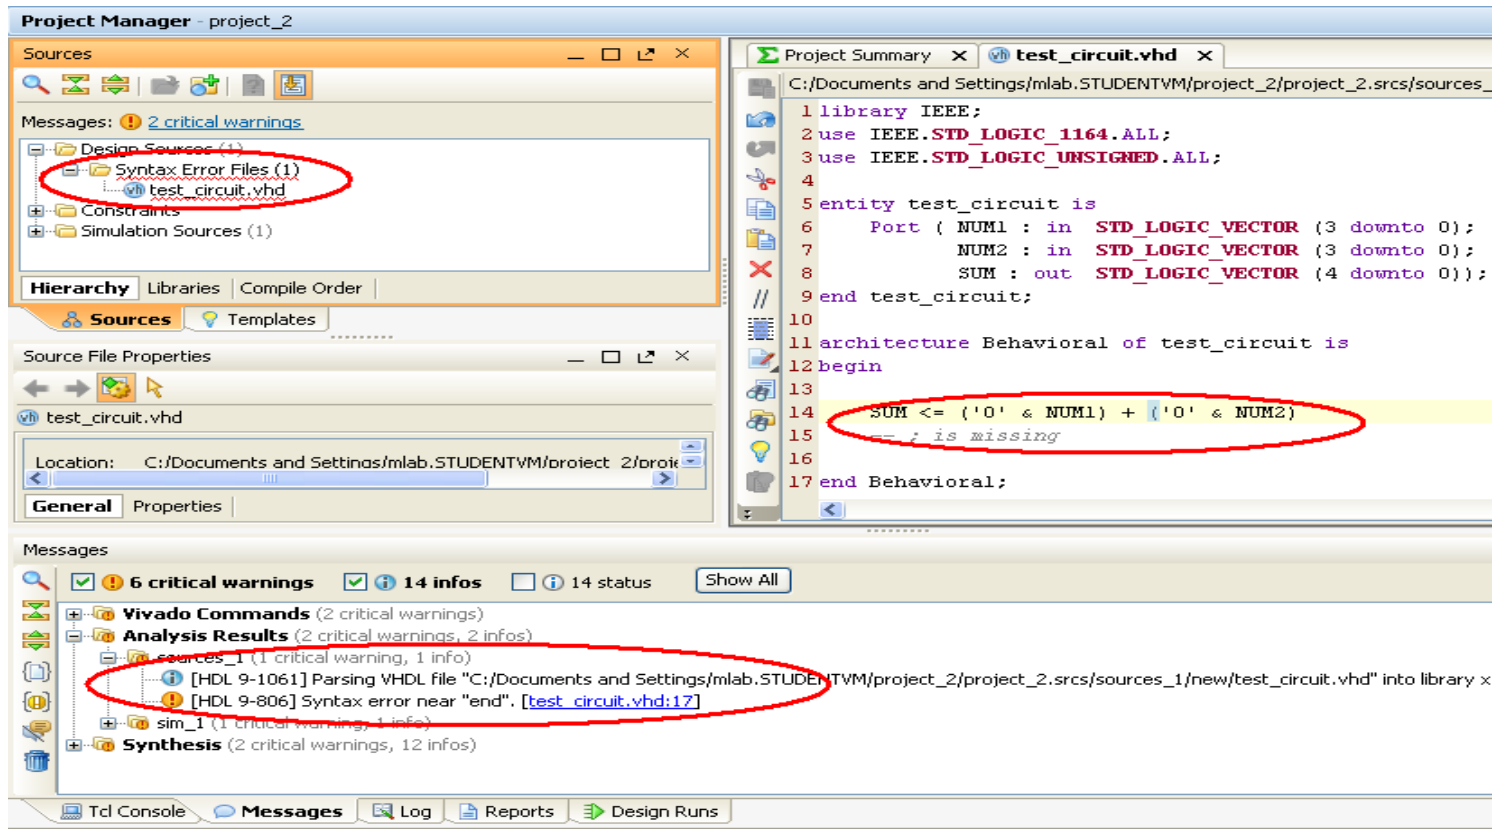 Project Manager - project_2
Sources
Messages: 2 critical warnings
Design Sources (1)
Syntax Error Files (1)
test_circuit.vhd
Constraints
Simulation Sources (1)
Hierarchy Libraries Compile Order
Sources Templates
Source File Properties
test_circuit.vhd
Location: C:/Documents and Settings/mlab.STUDENTVM/project_2/proje
General Properties
Project Summary test_circuit.vhd
C:/Documents and Settings/mlab.STUDENTVM/project_2/project_2.srcs/sources_
1 library IEEE;
2 use IEEE.STD_LOGIC_1164.ALL;
3 use IEEE.STD_LOGIC_UNSIGNED.ALL;
4
5 entity test_circuit is
6 Port ( NUM1 : in STD_LOGIC_VECTOR (3 downto 0);
7 NUM2 : in STD_LOGIC_VECTOR (3 downto 0);
8 SUM : out STD_LOGIC_VECTOR (4 downto 0));
9 end test_circuit;
10
11 architecture Behavioral of test_circuit is
12 begin
13
14 SUM <= ('0' & NUM1) + ('0' & NUM2)
15 -- ; is missing
16
17 end Behavioral;
Messages
6 critical warnings 14 infos 14 status Show All
Vivado Commands (2 critical warnings)
Analysis Results (2 critical warnings, 2 infos)
sources_1 (1 critical warning, 1 info)
[HDL 9-1061] Parsing VHDL file "C:/Documents and Settings/mlab.STUDENTVM/project_2/project_2.srcs/sources_1/new/test_circuit.vhd" into library x
[HDL 9-806] Syntax error near "end". [test_circuit.vhd:17]
sim_1 (1 critical warning, 1 info)
Synthesis (2 critical warnings, 12 infos)
Tcl Console Messages Log Reports Design Runs